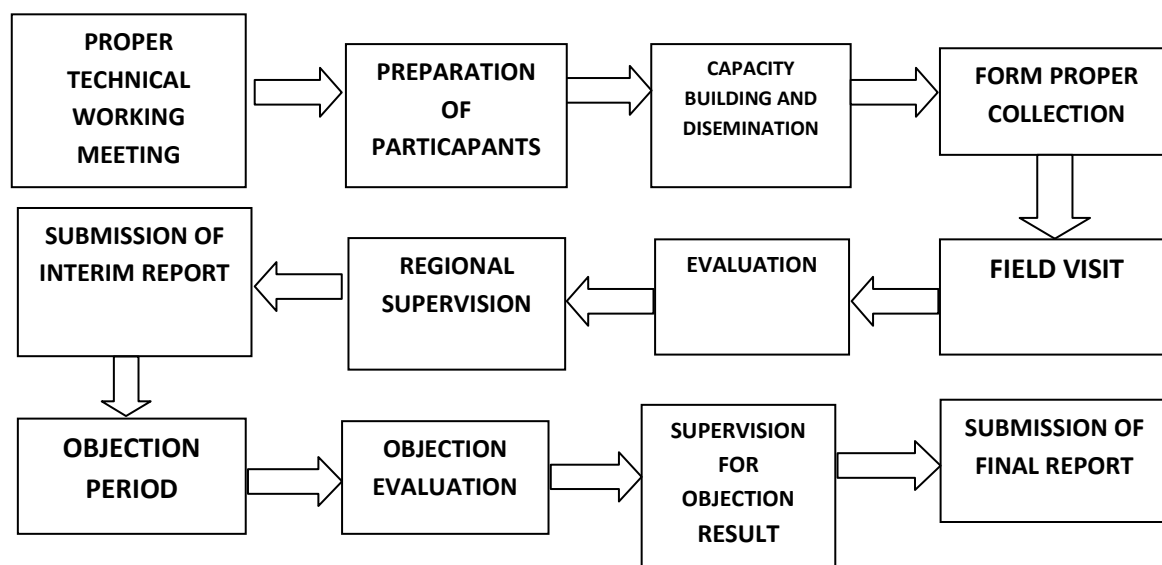 PROPER
TECHNICAL
WORKING
MEETING
PREPARATION
OF
PARTICAPANTS
CAPACITY
BUILDING AND
DISEMINATION
FORM PROPER
COLLECTION
FIELD VISIT
EVALUATION
REGIONAL
SUPERVISION
SUBMISSION OF
INTERIM REPORT
OBJECTION
PERIOD
OBJECTION
EVALUATION
SUPERVISION
FOR
OBJECTION
RESULT
SUBMISSION OF
FINAL REPORT